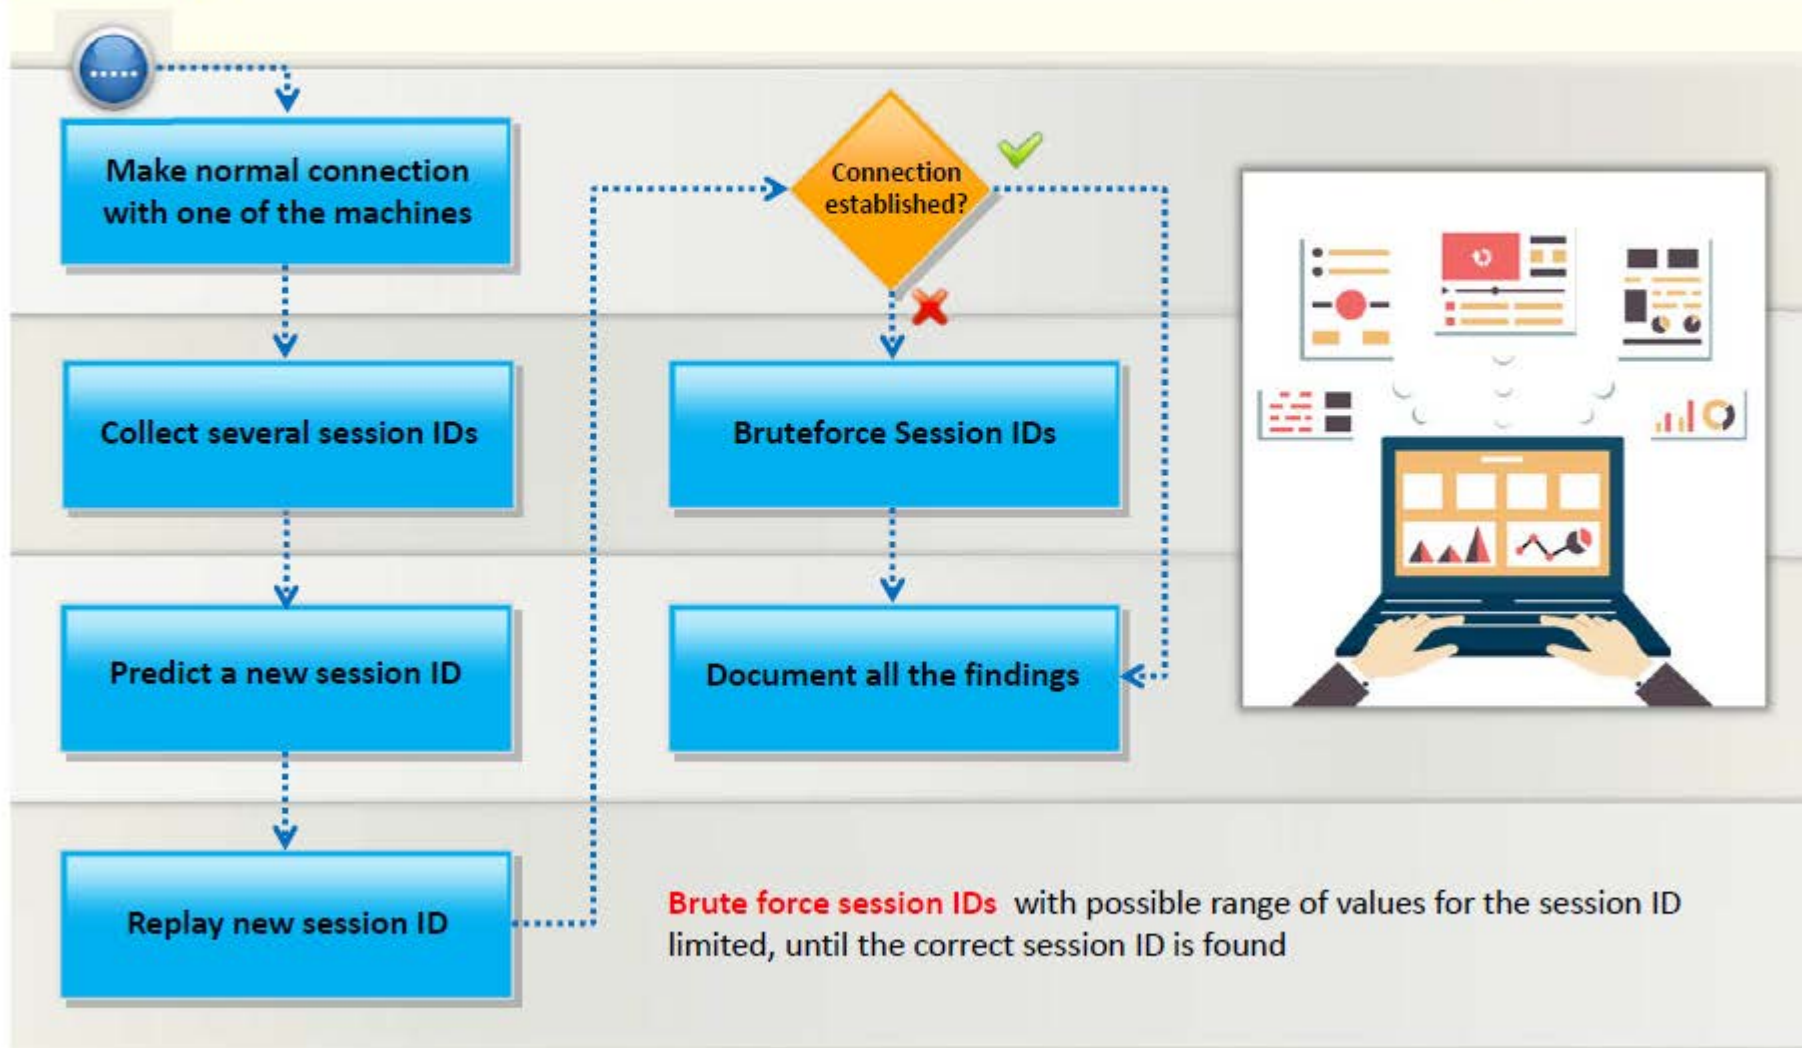 Make normal connection
with one of the machines
Collect several session IDs
Predict a new session ID
Replay new session ID
Connection
established?
Bruteforce Session IDs
Document all the findings
Brute force session IDs with possible range of values for the session ID
limited, until the correct session ID is found